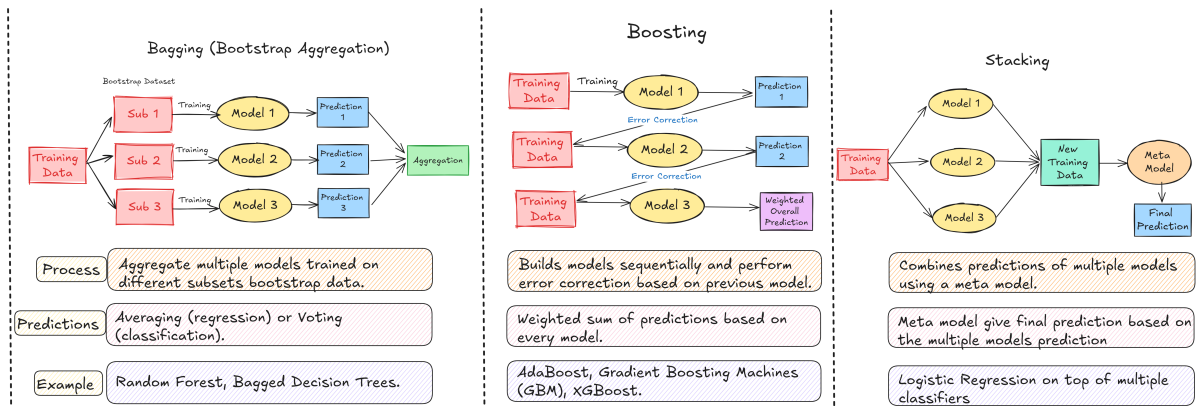 Bagging (Bootstrap Aggregation)
Bootstrap Dataset
Training
Data
Sub 1
Training
Model 1
Prediction
1
Sub 2
Training
Model 2
Prediction
2
Sub 3
Training
Model 3
Prediction
3
Aggregation
Process
Aggregate multiple models trained on
different subsets bootstrap data.
Predictions
Averaging (regression) or Voting
(classification).
Example
Random Forest, Bagged Decision Trees.
Boosting
Training
Data
Training
Model 1
Prediction
1
Error Correction
Training
Data
Model 2
Prediction
2
Error Correction
Training
Data
Model 3
Weighted
Overall
Prediction
Builds models sequentially and perform
error correction based on previous model.
Weighted sum of predictions based on
every model.
AdaBoost, Gradient Boosting Machines
(GBM), XGBoost.
Stacking
Training
Data
Model 1
Model 2
Model 3
New
Training
Data
Meta
Model
Final
Prediction
Combines predictions of multiple models
using a meta model.
Meta model give final prediction based on
the multiple models prediction
Logistic Regression on top of multiple
classifiers